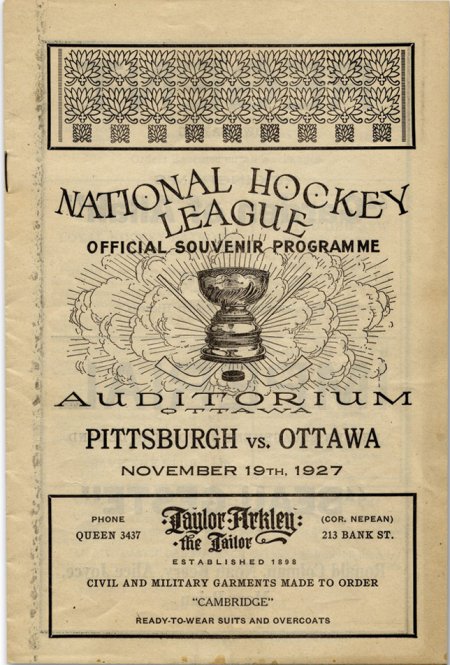 NATIONAL HOCKEY
LEAGUE
OFFICIAL SOUVENIR PROGRAMME
AUDITORIUM
OTTAWA
PITTSBURGH vs. OTTAWA
NOVEMBER 19TH, 1927
PHONE
QUEEN 3437
Taylor Arkley:
the Tailor
(COR. NEPEAN)
213 BANK ST.
ESTABLISHED 1898
CIVIL AND MILITARY GARMENTS MADE TO ORDER
"CAMBRIDGE"
READY-TO-WEAR SUITS AND OVERCOATS